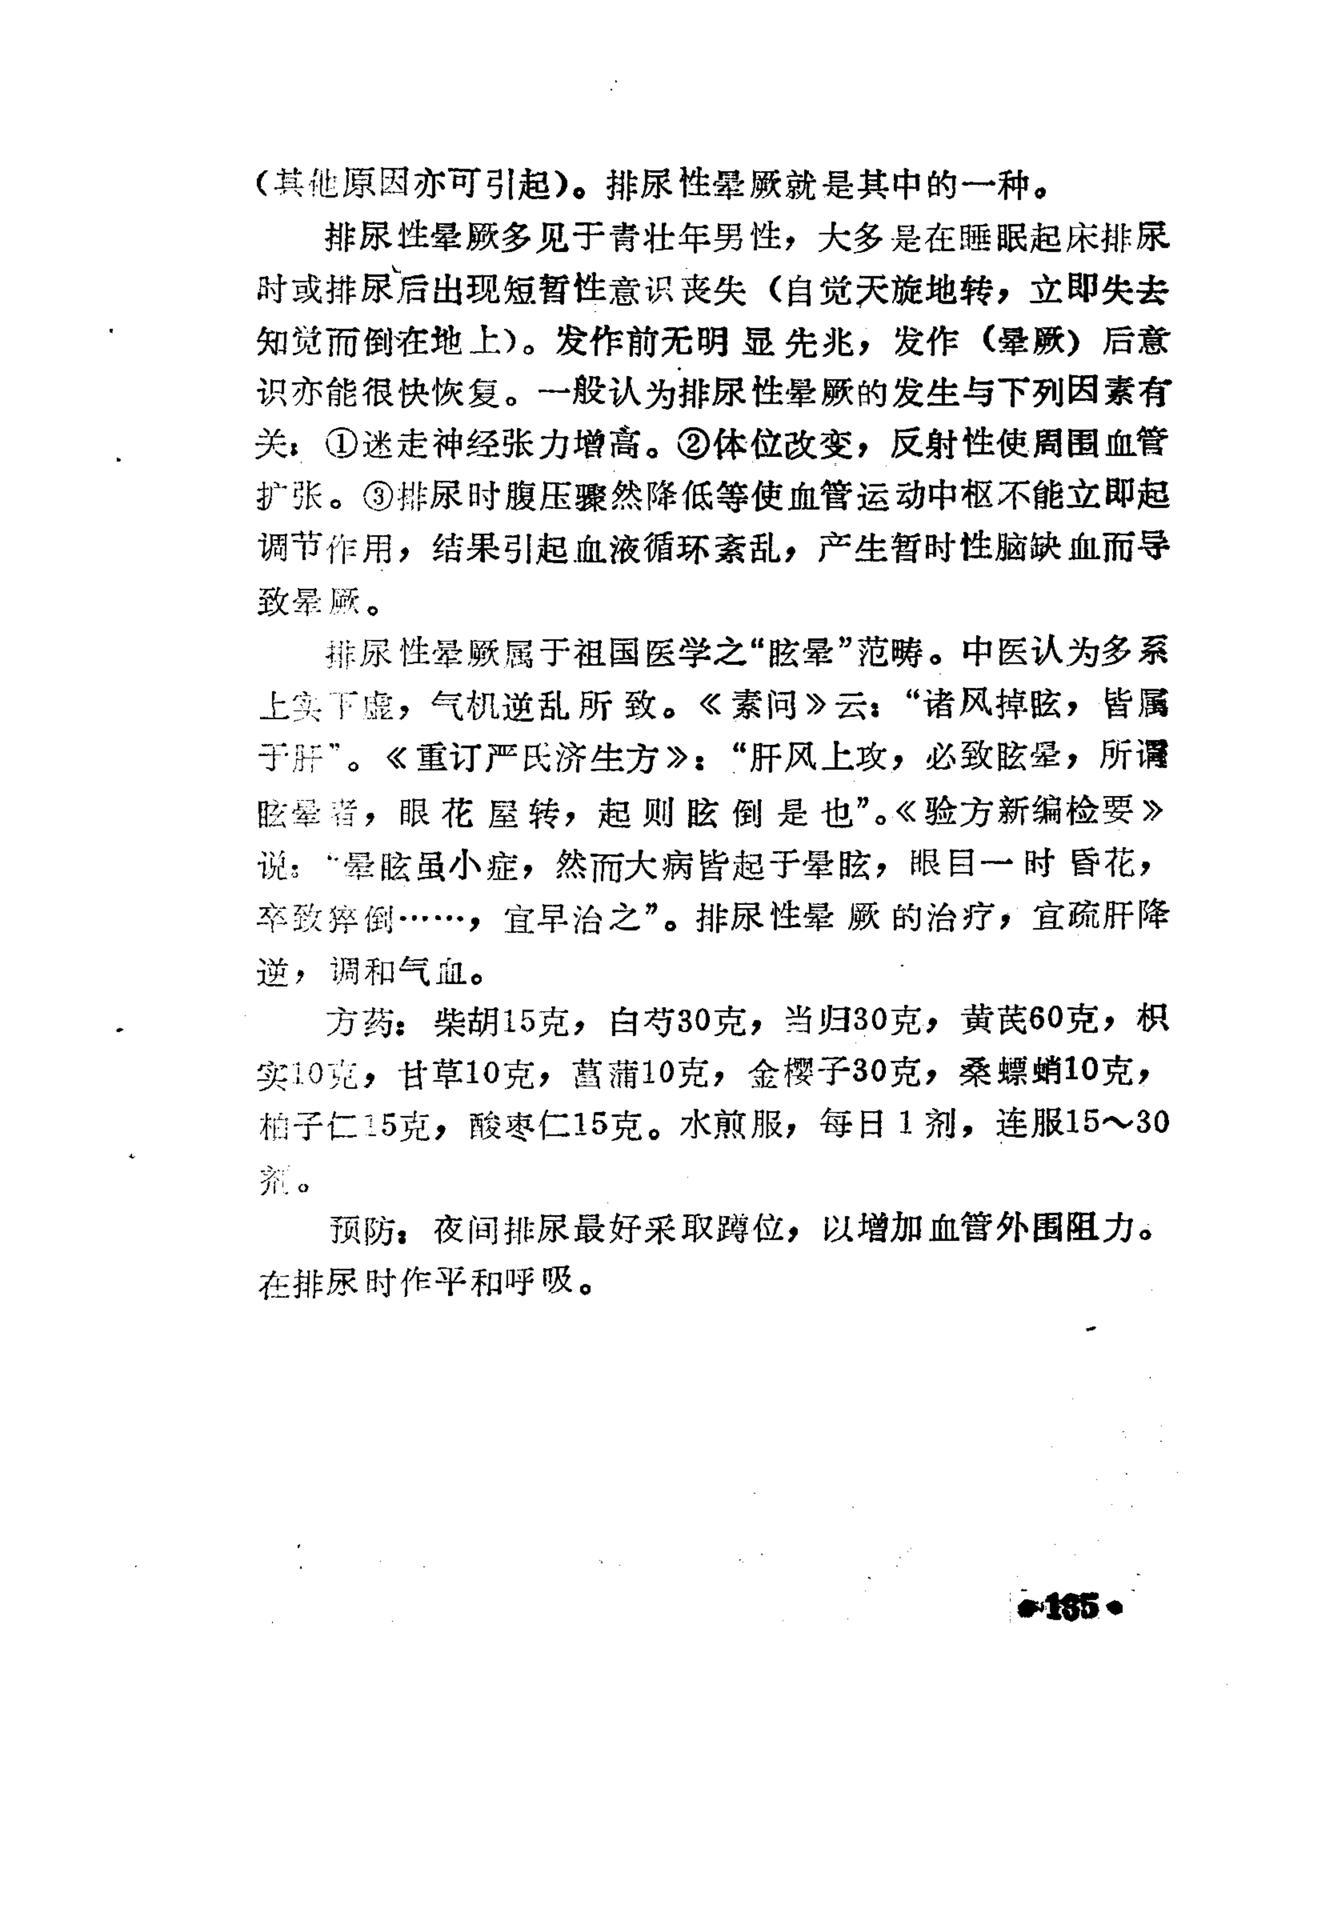 （其他原因亦可引起）。排尿性晕厥就是其中的一种。
排尿性晕厥多见于青壮年男性，大多是在睡眠起床排尿
时或排尿后出现短暂性意识丧失（自觉天旋地转，立即失去
知觉而倒在地上）。发作前无明显先兆，发作（晕厥）后意
识亦能很快恢复。一般认为排尿性晕厥的发生与下列因素有
关：①迷走神经张力增高。②体位改变，反射性使周围血管
扩张。③排尿时腹压骤然降低等使血管运动中枢不能立即起
调节作用，结果引起血液循环紊乱，产生暂时性脑缺血而导
致晕厥。
排尿性晕厥属于祖国医学之“眩晕”范畴。中医认为多系
上实下虚，气机逆乱所致。《素问》云：“诸风掉眩，皆属
于肝”。《重订严氏济生方》：“肝风上攻，必致眩晕，所谓
眩晕者，眼花屋转，起则眩倒是也”。《验方新编检要》
说：“晕眩虽小症，然而大病皆起于晕眩，眼目一时昏花，
卒致猝倒……，宜早治之”。排尿性晕厥的治疗，宜疏肝降
逆，调和气血。
方药：柴胡15克，白芍30克，当归30克，黄芪60克，枳
实10克，甘草10克，菖蒲10克，金樱子30克，桑螵蛸10克，
柏子仁15克，酸枣仁15克。水煎服，每日1剂，连服15～30
剂。
预防：夜间排尿最好采取蹲位，以增加血管外围阻力。
在排尿时作平和呼吸。
•185•